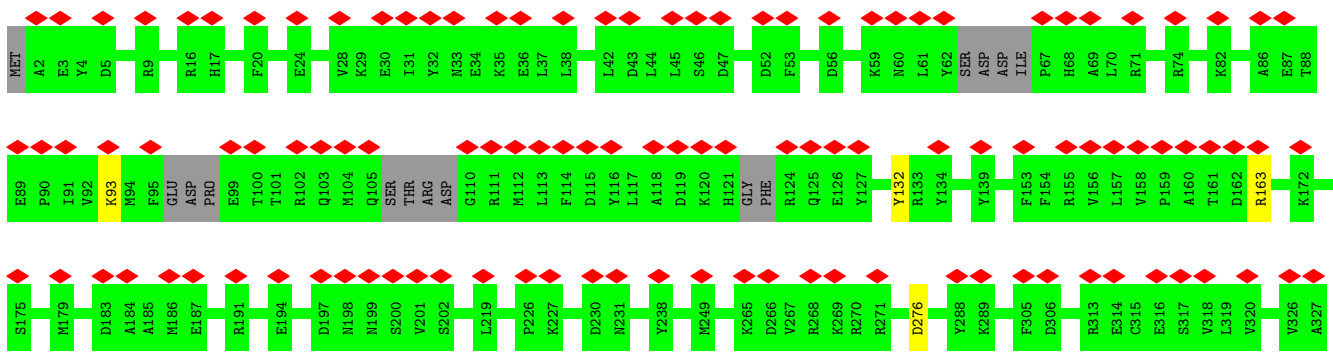 MET A2 E3 Y4 D5 R9 R16 H17 F20 E24 V28 K29 E30 I31 Y32 N33 E34 K35 E36 L37 L38 L42 D43 L44 L45 S46 D47 D52 F53 D56 K59 N60 L61 Y62 SER ASP ASP ILE P67 H68 A69 L70 R71 R74 K82 A86 E87 T88
E89 P90 I91 V92 K93 M94 F95 GLU ASP PRO E99 T100 T101 R102 Q103 M104 Q105 SER THR ARG ASP G110 R111 M112 L113 F114 D115 Y116 L117 A118 D119 K120 H121 GLY PHE R124 Q125 E126 Y127 Y132 R133 Y134 Y139 F153 F154 R155 V156 L157 V158 P159 A160 T161 D162 R163 K172
S175 M179 D183 A184 A185 M186 E187 R191 E194 D197 N198 N199 S200 V201 S202 L219 P226 K227 D230 N231 Y238 M249 K265 D266 V267 R268 K269 R270 R271 D276 Y288 K289 F305 D306 R313 E314 C315 E316 S317 V318 L319 V320 V326 A327